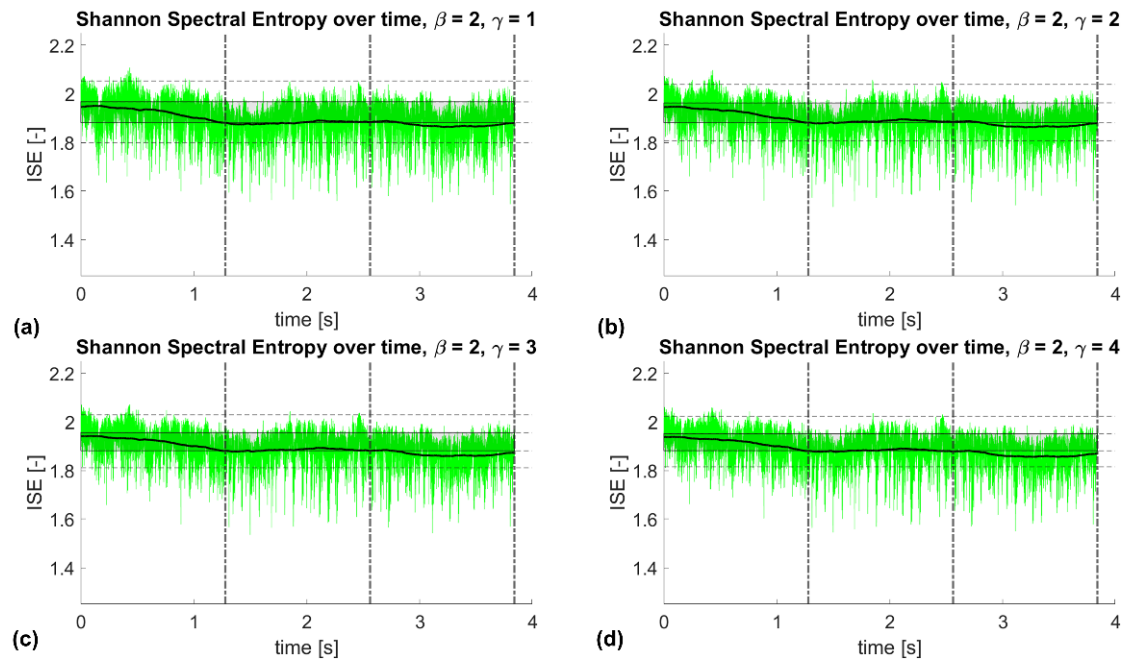 Shannon Spectral Entropy over time, β = 2, γ = 1
2.2
2
1.8
1.6
1.4
ISE [-]
0 1 2 3 4
time [s]
(a)
Shannon Spectral Entropy over time, β = 2, γ = 2
2.2
2
1.8
1.6
1.4
ISE [-]
0 1 2 3 4
time [s]
(b)
Shannon Spectral Entropy over time, β = 2, γ = 3
2.2
2
1.8
1.6
1.4
ISE [-]
0 1 2 3 4
time [s]
(c)
Shannon Spectral Entropy over time, β = 2, γ = 4
2.2
2
1.8
1.6
1.4
ISE [-]
0 1 2 3 4
time [s]
(d)